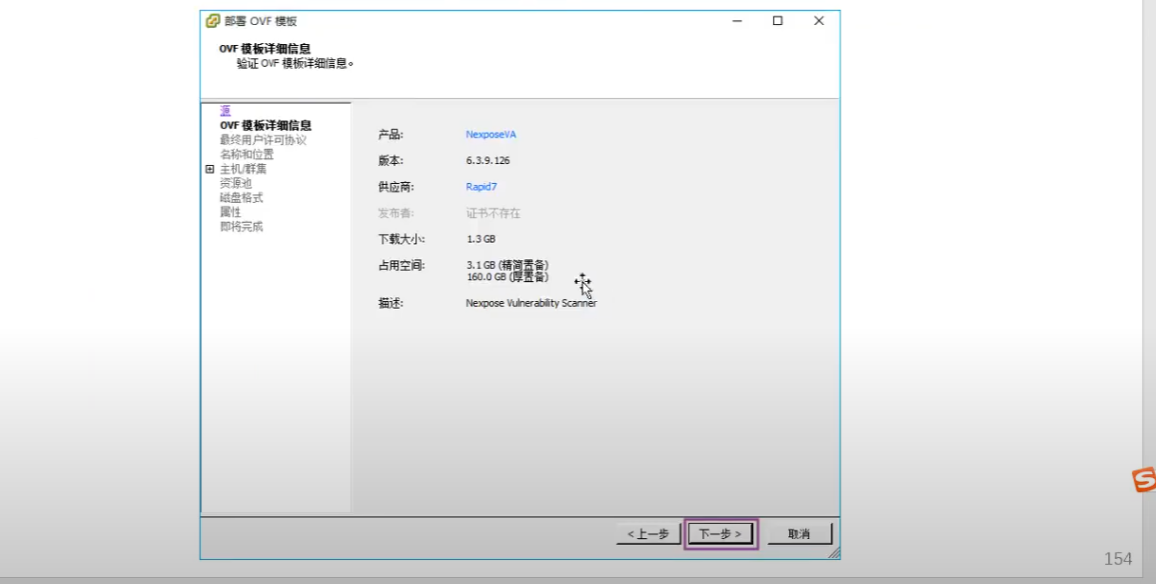 部署 OVF 模板
OVF 模板详细信息
验证 OVF 模板详细信息。
源
OVF 模板详细信息
最终用户许可协议
名称和位置
主机/群集
资源池
磁盘格式
属性
即将完成
产品: NexposeVA
版本: 6.3.9.126
供应商: Rapid7
发布者: 证书不存在
下载大小: 1.3 GB
占用空间: 3.1 GB (精简置备)
160.0 GB (厚置备)
描述: Nexpose Vulnerability Scanner
< 上一步 下一步 > 取消
S
154